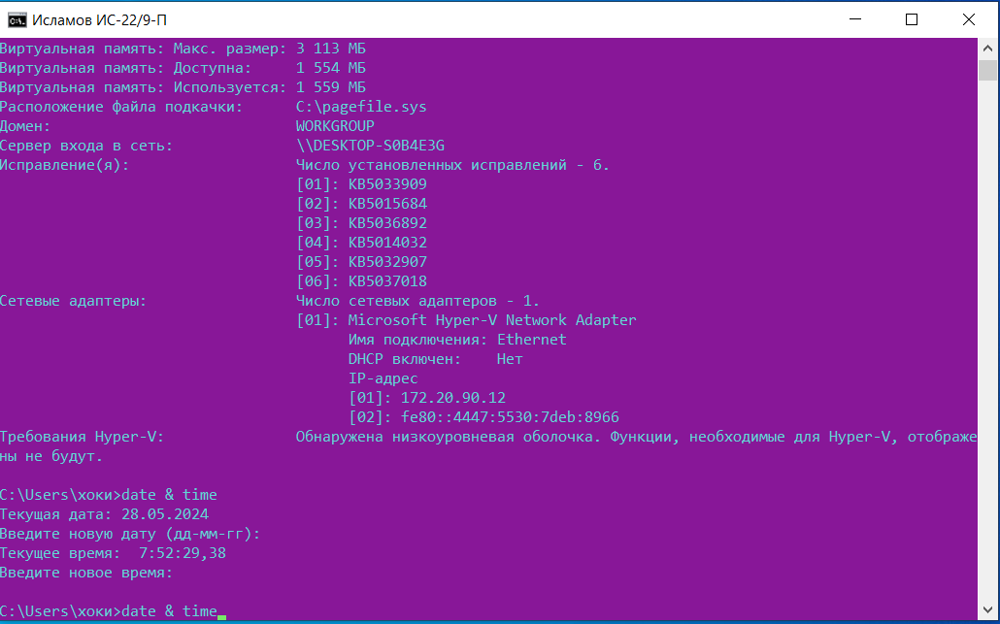 Исламов ИС-22/9-П
Виртуальная память: Макс. размер: 3 113 МБ
Виртуальная память: Доступна: 1 554 МБ
Виртуальная память: Используется: 1 559 МБ
Расположение файла подкачки: C:\pagefile.sys
Домен: WORKGROUP
Сервер входа в сеть: \\DESKTOP-S0B4E3G
Исправление(я): Число установленных исправлений - 6.
[01]: KB5033909
[02]: KB5015684
[03]: KB5036892
[04]: KB5014032
[05]: KB5032907
[06]: KB5037018
Сетевые адаптеры: Число сетевых адаптеров - 1.
[01]: Microsoft Hyper-V Network Adapter
Имя подключения: Ethernet
DHCP включен: Нет
IP-адрес
[01]: 172.20.90.12
[02]: fe80::4447:5530:7deb:8966
Требования Hyper-V: Обнаружена низкоуровневая оболочка. Функции, необходимые для Hyper-V, отображе
ны не будут.
C:\Users\хоки>date & time
Текущая дата: 28.05.2024
Введите новую дату (дд-мм-гг):
Текущее время: 7:52:29,38
Введите новое время:
C:\Users\хоки>date & time